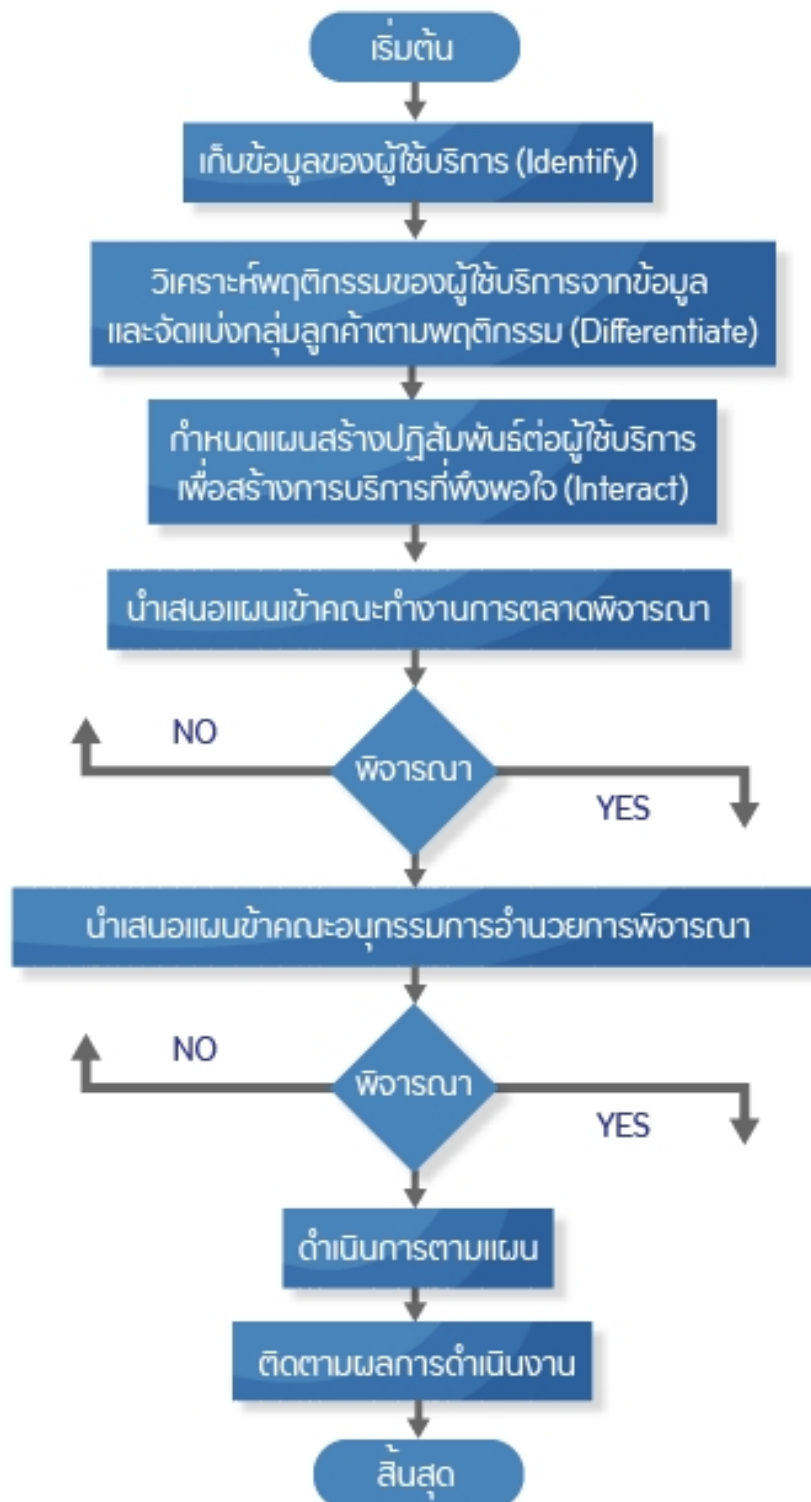 เริ่มต้น
เก็บข้อมูลของผู้ใช้บริการ (Identify)
วิเคราะห์พฤติกรรมของผู้ใช้บริการจากข้อมูล
และจัดแบ่งกลุ่มลูกค้าตามพฤติกรรม (Differentiate)
กำหนดแผนสร้างปฏิสัมพันธ์ต่อผู้ใช้บริการ
เพื่อสร้างการบริการที่พึงพอใจ (Interact)
นำเสนอแผนเข้าคณะทำงานการตลาดพิจารณา
NO
พิจารณา
YES
นำเสนอแผนข้าคณะอนุกรรมการอำนวยการพิจารณา
NO
พิจารณา
YES
ดำเนินการตามแผน
ติดตามผลการดำเนินงาน
สิ้นสุด